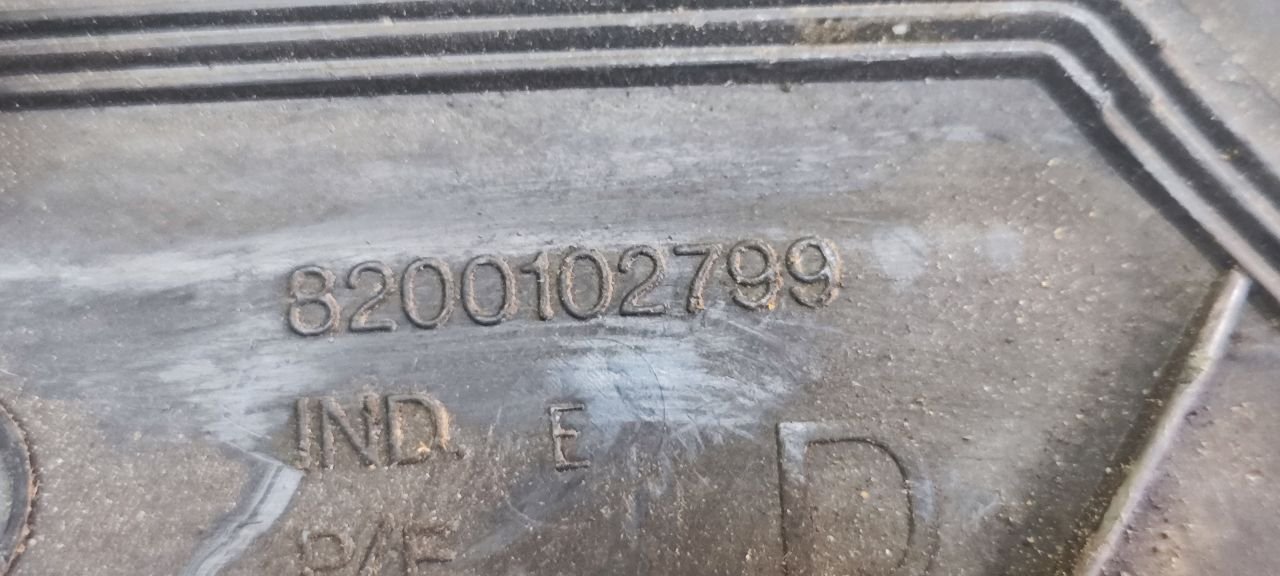 8200102799
IND. E
D
P/E